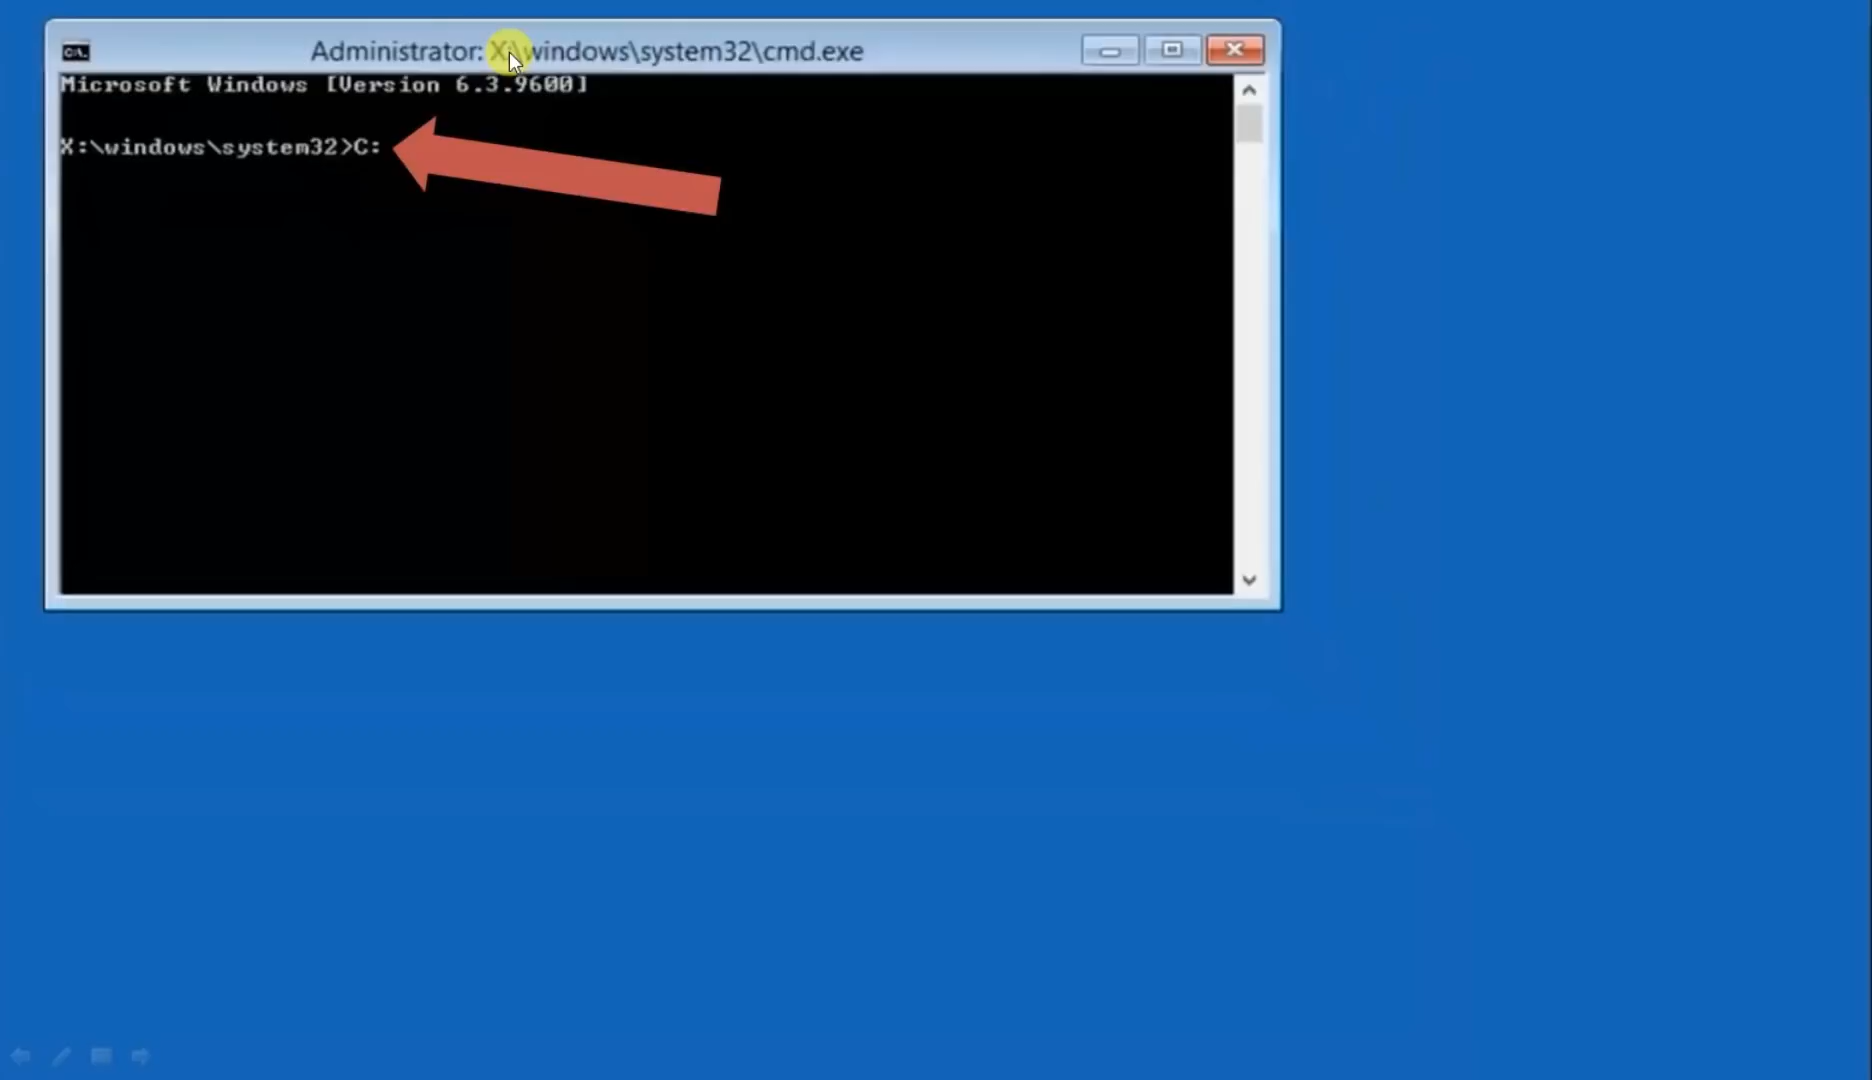 Administrator: X:\windows\system32\cmd.exe
Microsoft Windows [Version 6.3.9600]
X:\windows\system32>C: